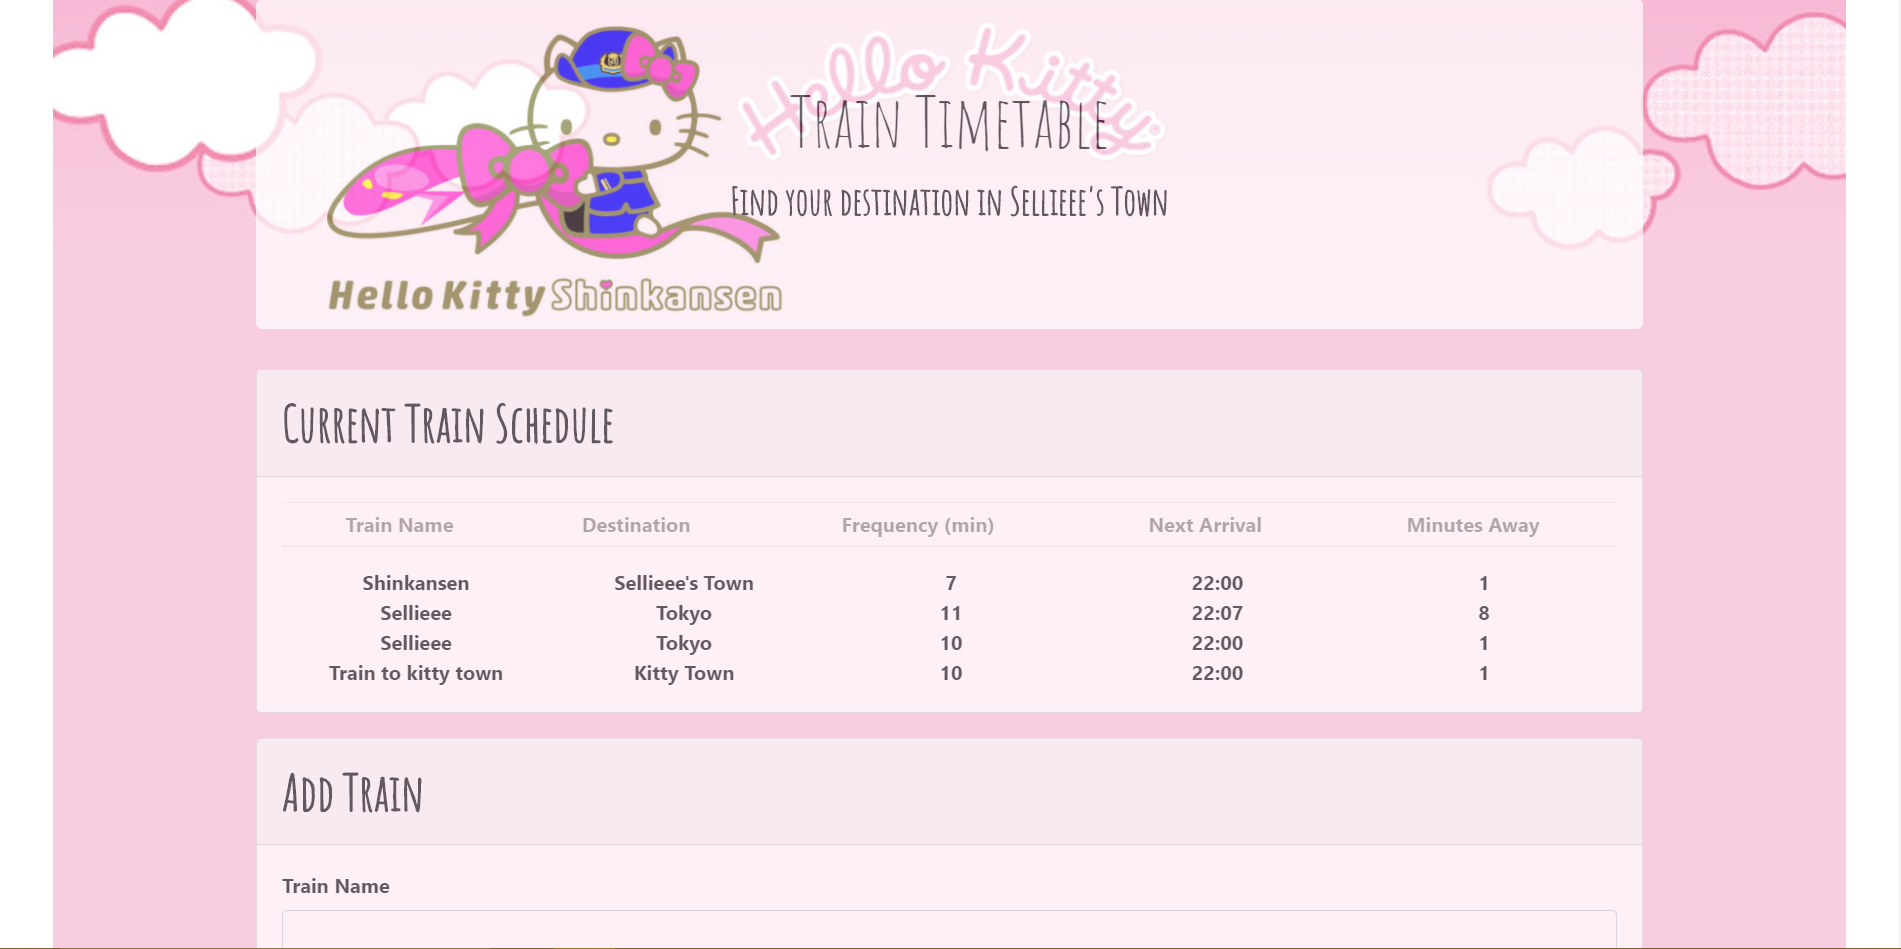 Hello Kitty
Train Timetable
Find your destination in Sellieee's Town
Hello Kitty Shinkansen
Current Train Schedule
Train Name Destination Frequency (min) Next Arrival Minutes Away
Shinkansen Sellieee's Town 7 22:00 1
Sellieee Tokyo 11 22:07 8
Sellieee Tokyo 10 22:00 1
Train to kitty town Kitty Town 10 22:00 1
Add Train
Train Name